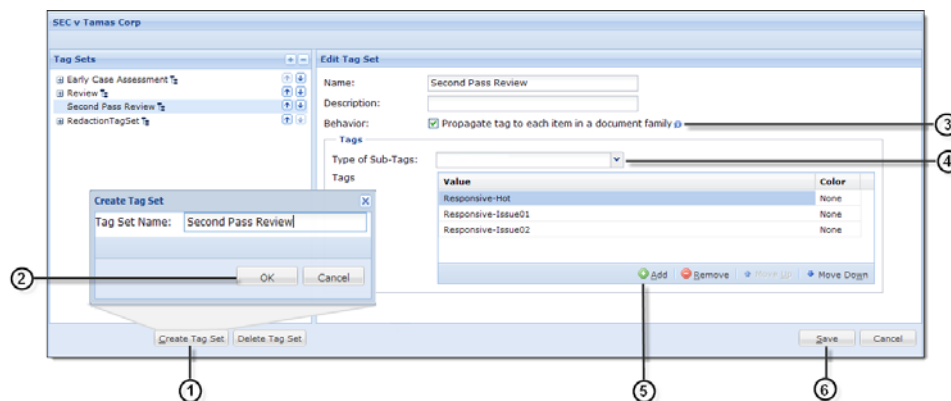 SEC v Tamas Corp
Tag Sets
Early Case Assessment
Review
Second Pass Review
RedactionTagSet
Edit Tag Set
Name: Second Pass Review
Description:
Behavior: Propagate tag to each item in a document family
3
Tags
Type of Sub-Tags:
4
Tags
Value Color
Responsive-Hot None
Responsive-Issue01 None
Responsive-Issue02 None
Add Remove Move Up Move Down
Create Tag Set
Tag Set Name: Second Pass Review
2
OK Cancel
Create Tag Set Delete Tag Set
Save Cancel
1
5
6